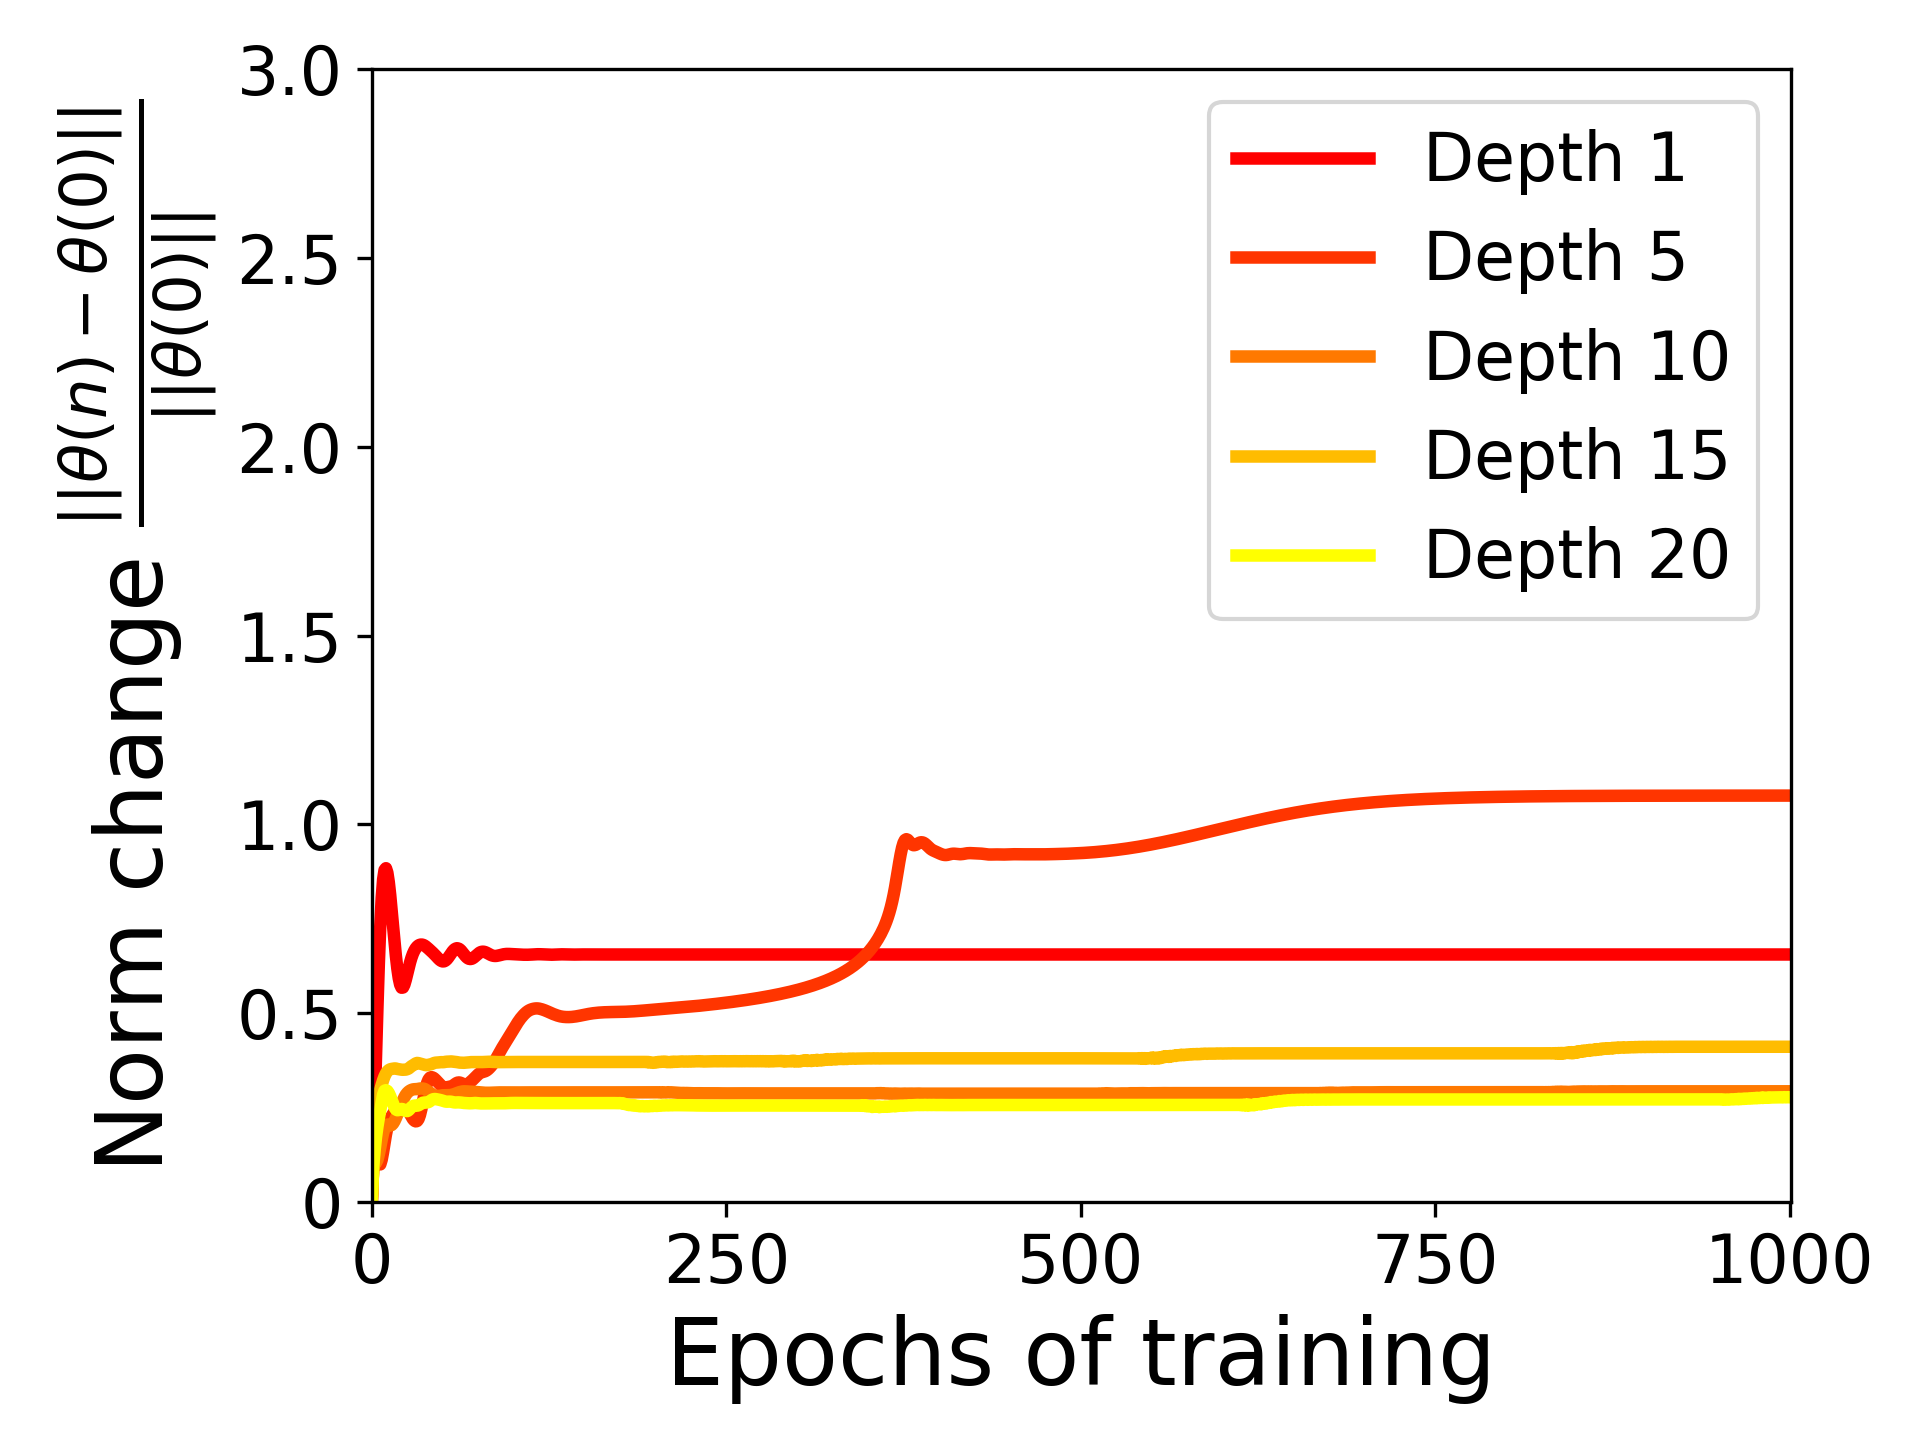 Norm change ||θ(n) − θ(0)|| / ||θ(0)||
3.0
2.5
2.0
1.5
1.0
0.5
0
0 250 500 750 1000
Epochs of training
Depth 1
Depth 5
Depth 10
Depth 15
Depth 20